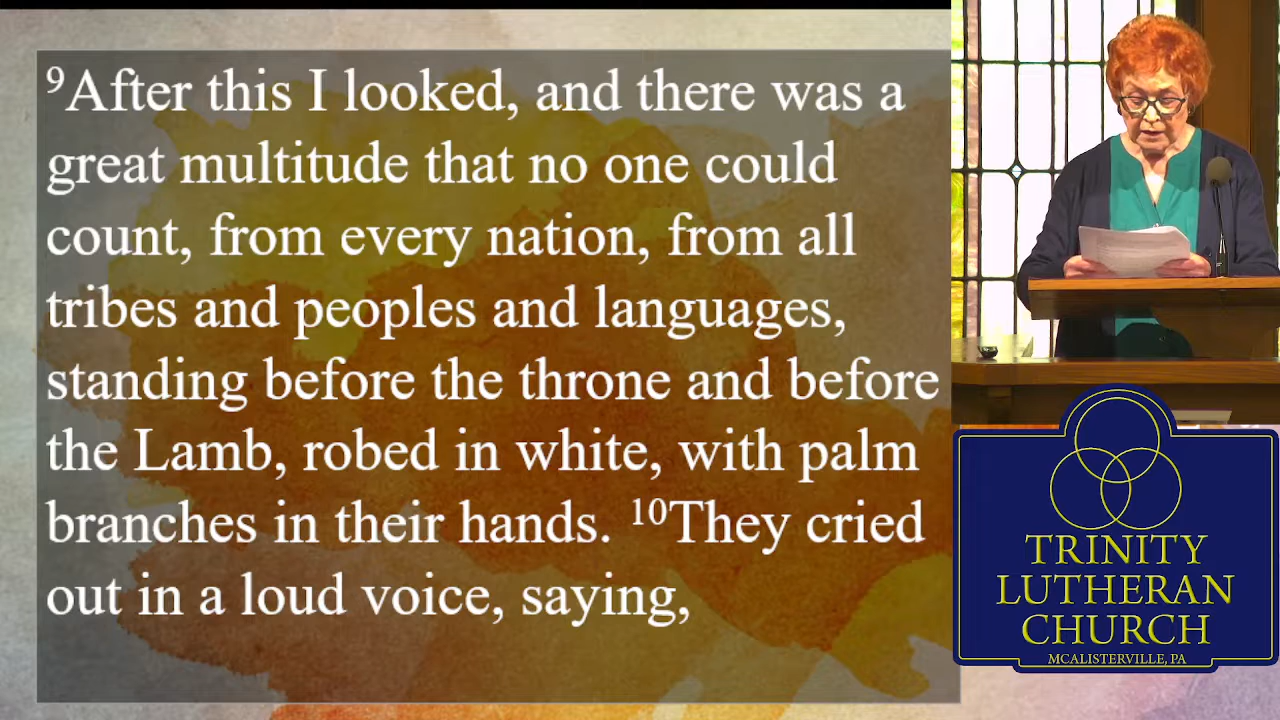 ⁹After this I looked, and there was a
great multitude that no one could
count, from every nation, from all
tribes and peoples and languages,
standing before the throne and before
the Lamb, robed in white, with palm
branches in their hands. ¹⁰They cried
out in a loud voice, saying,
TRINITY
LUTHERAN
CHURCH
MCALISTERVILLE, PA